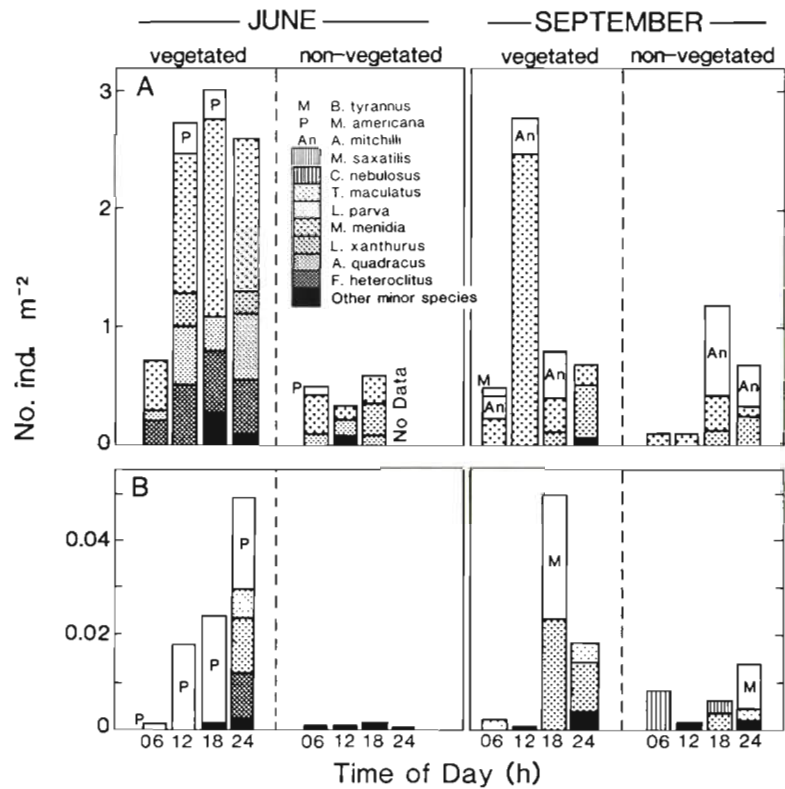 JUNE SEPTEMBER
vegetated non-vegetated vegetated non-vegetated
A
M B. tyrannus
P M. americana
An A. mitchilli
M. saxatilis
C. nebulosus
T. maculatus
L. parva
M. menidia
L. xanthurus
A. quadracus
F. heteroclitus
Other minor species
3
2
1
0
No. ind. m⁻²
P
P
P
No Data
M
An
An
An
An
An
B
0.04
0.02
0
P
P
P
P
M
M
06 12 18 24 06 12 18 24 06 12 18 24 06 12 18 24
Time of Day (h)